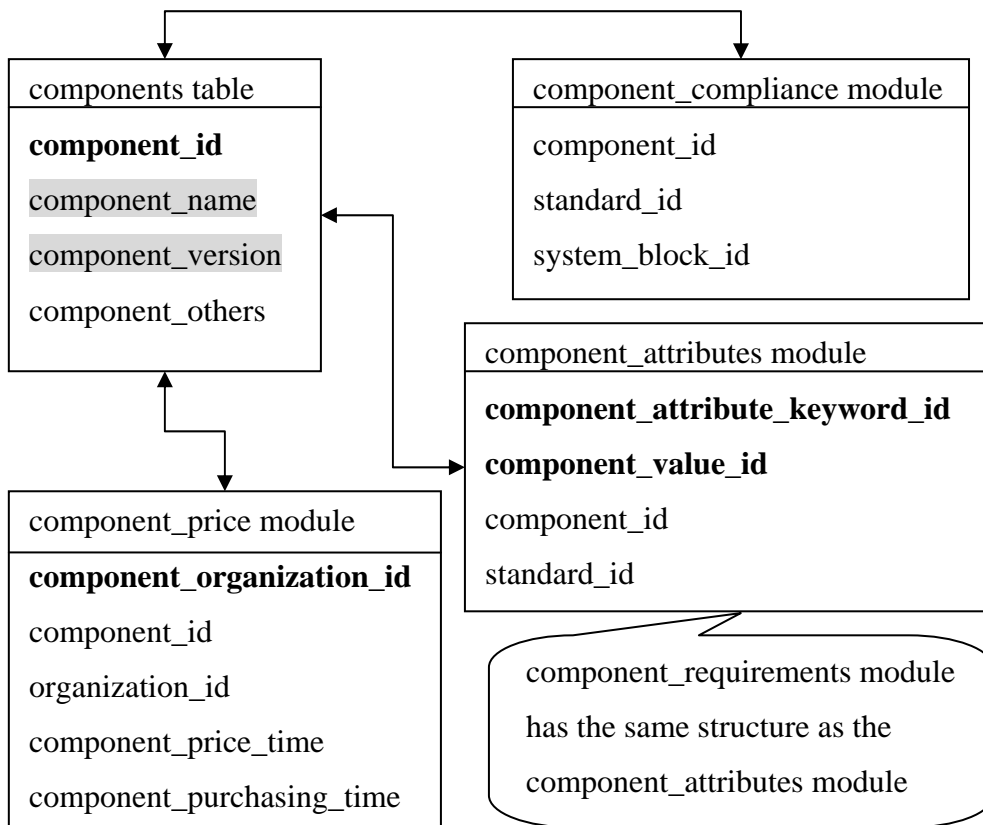 components table
component_id
component_name
component_version
component_others
component_compliance module
component_id
standard_id
system_block_id
component_attributes module
component_attribute_keyword_id
component_value_id
component_id
standard_id
component_price module
component_organization_id
component_id
organization_id
component_price_time
component_purchasing_time
component_requirements module
has the same structure as the
component_attributes module